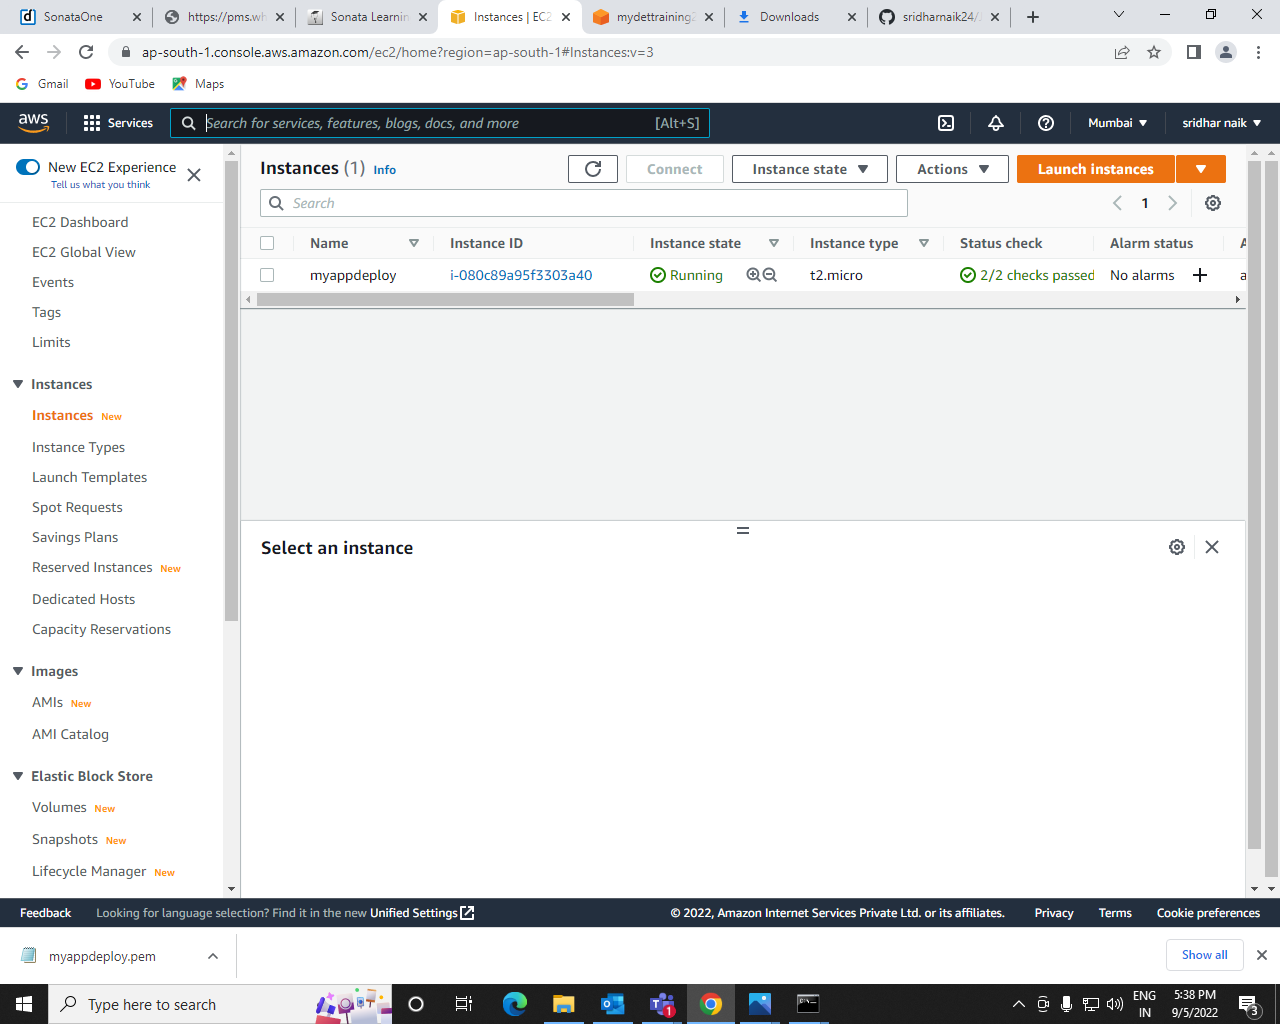 SonataOne
https://pms.wh
Sonata Learnin
Instances | EC2
mydettraining2
Downloads
sridharnaik24/
ap-south-1.console.aws.amazon.com/ec2/home?region=ap-south-1#Instances:v=3
Gmail
YouTube
Maps
aws
Services
Search for services, features, blogs, docs, and more
[Alt+S]
Mumbai
sridhar naik
New EC2 Experience
Tell us what you think
EC2 Dashboard
EC2 Global View
Events
Tags
Limits
Instances
Instances New
Instance Types
Launch Templates
Spot Requests
Savings Plans
Reserved Instances New
Dedicated Hosts
Capacity Reservations
Images
AMIs New
AMI Catalog
Elastic Block Store
Volumes New
Snapshots New
Lifecycle Manager New
Instances (1) Info
Connect
Instance state
Actions
Launch instances
Search
1
Name
Instance ID
Instance state
Instance type
Status check
Alarm status
A
myappdeploy
i-080c89a95f3303a40
Running
t2.micro
2/2 checks passed
No alarms
a
Select an instance
Feedback
Looking for language selection? Find it in the new Unified Settings
© 2022, Amazon Internet Services Private Ltd. or its affiliates.
Privacy
Terms
Cookie preferences
myappdeploy.pem
Show all
Type here to search
1
ENG
IN
5:38 PM
9/5/2022
3